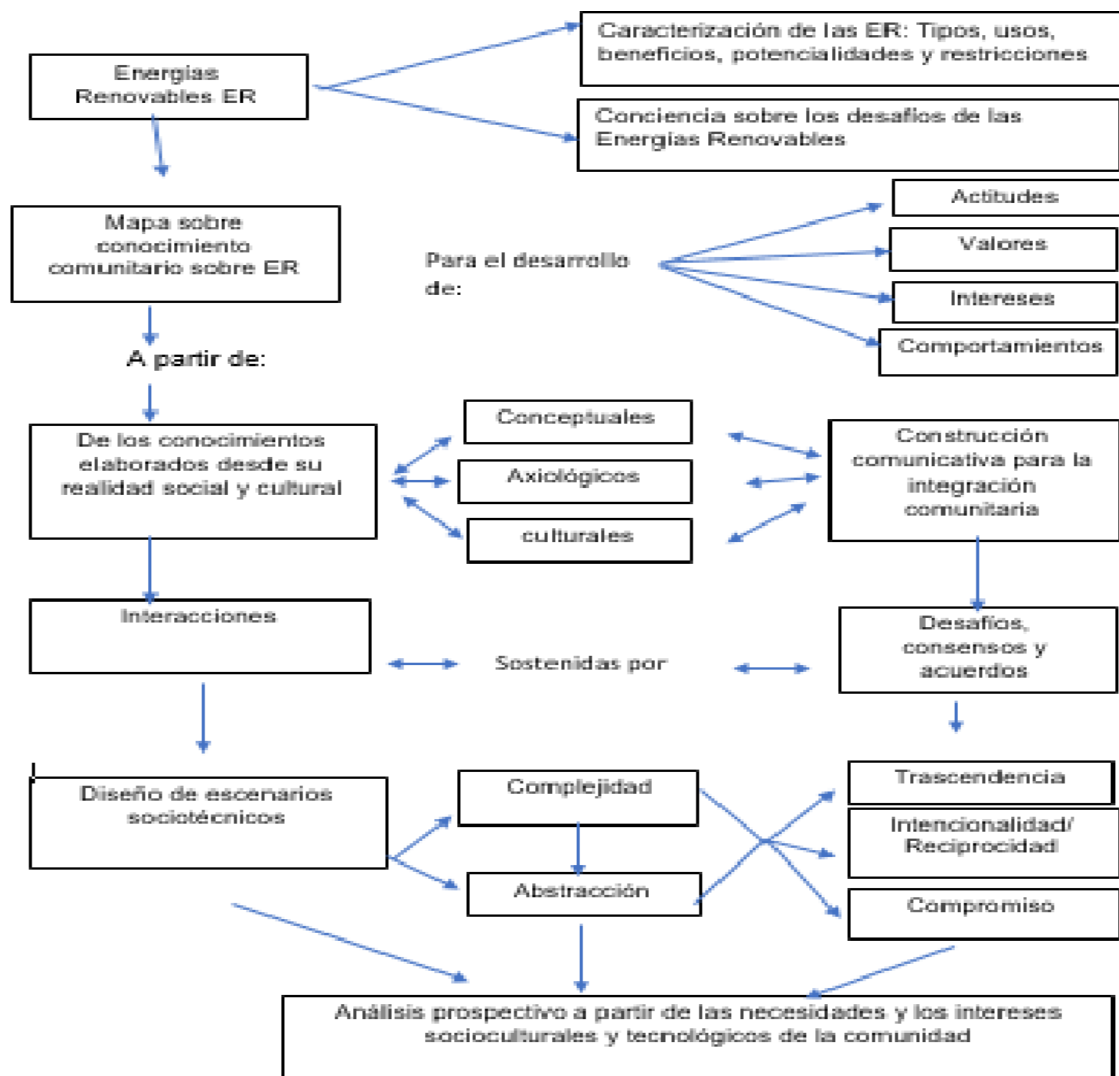 Caracterización de las ER: Tipos, usos,
beneficios, potencialidades y restricciones
Energías
Renovables ER
Conciencia sobre los desafíos de las
Energías Renovables
Actitudes
Mapa sobre
conocimiento
comunitario sobre ER
Valores
Para el desarrollo
de:
Intereses
Comportamientos
A partir de:
Conceptuales
De los conocimientos
elaborados desde su
realidad social y cultural
Axiológicos
culturales
Construcción
comunicativa para la
integración
comunitaria
Interacciones
Sostenidas por
Desafíos,
consensos y
acuerdos
Diseño de escenarios
sociotécnicos
Complejidad
Abstracción
Trascendencia
Intencionalidad/
Reciprocidad
Compromiso
Análisis prospectivo a partir de las necesidades y los intereses
socioculturales y tecnológicos de la comunidad